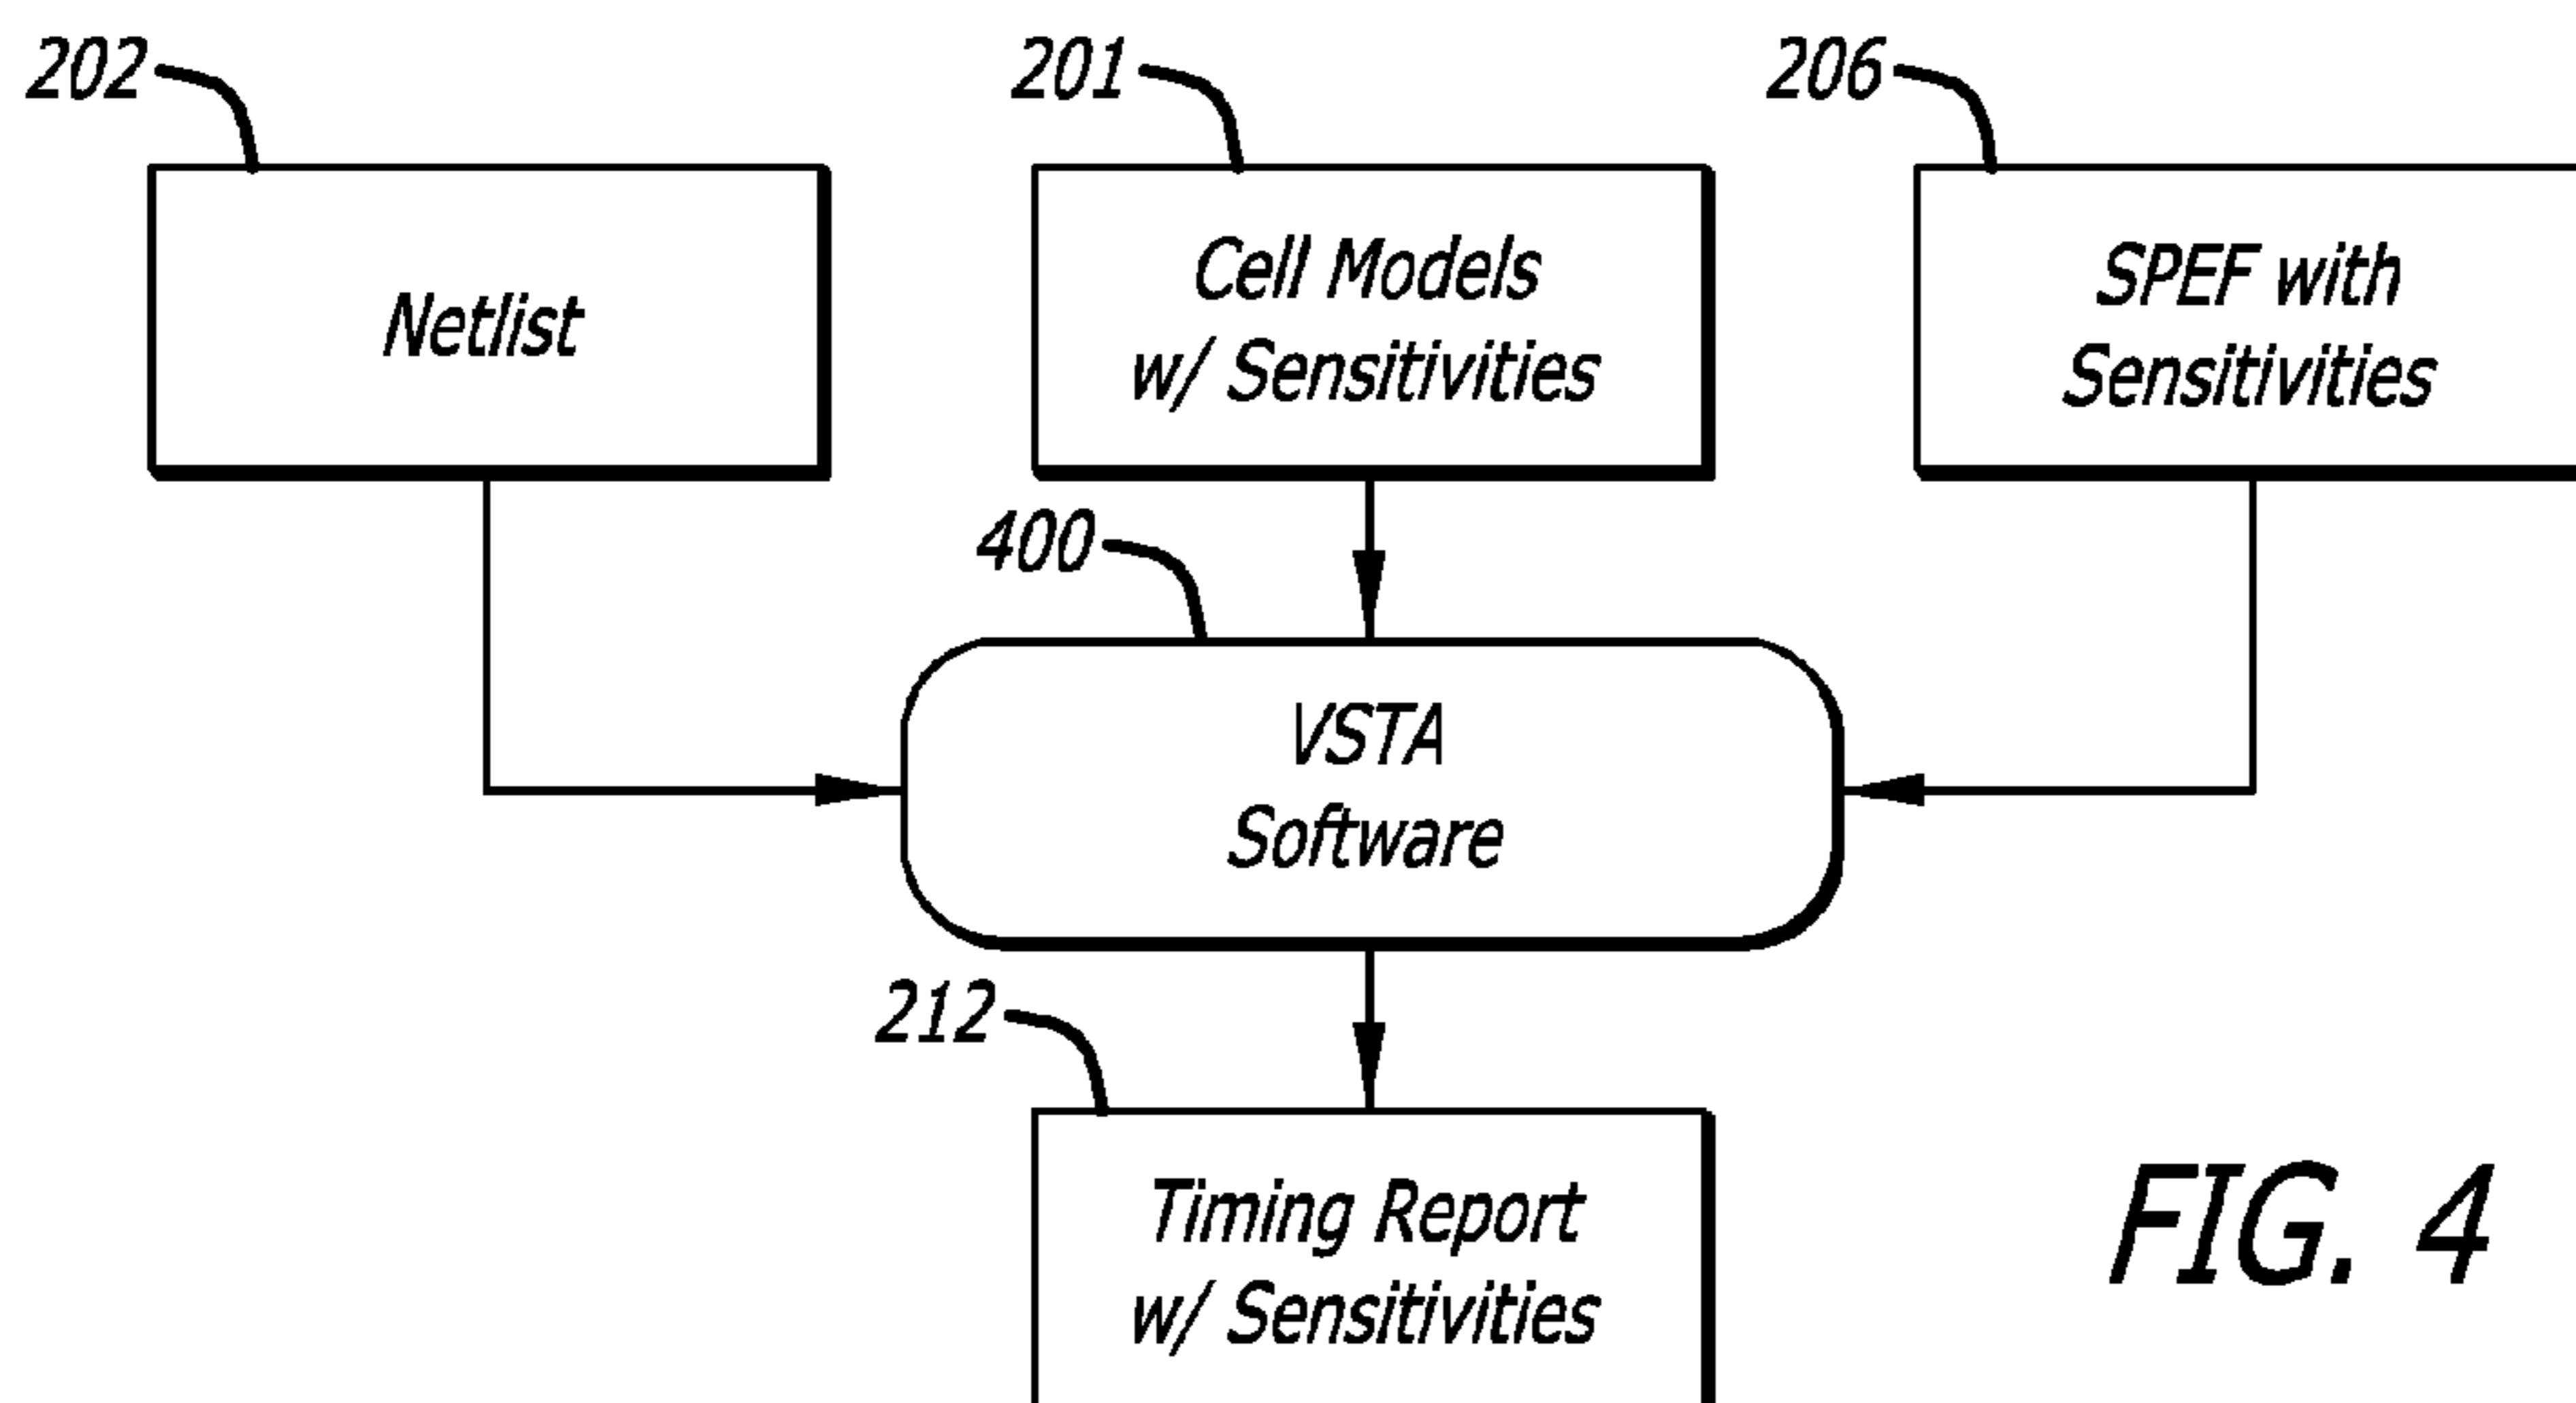 202
201
206
Netlist
Cell Models
w/ Sensitivities
SPEF with
Sensitivities
400
VSTA
Software
212
Timing Report
w/ Sensitivities
FIG. 4